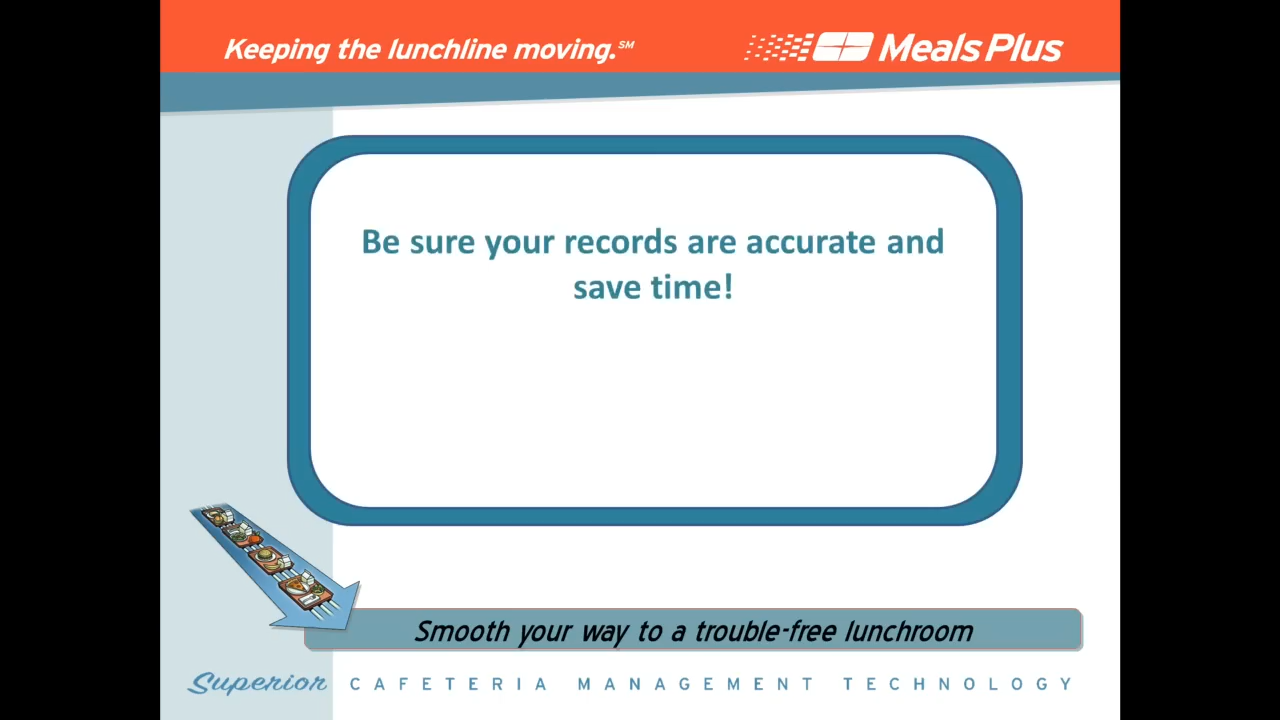 Keeping the lunchline moving.℠
Meals Plus
Be sure your records are accurate and
save time!
Smooth your way to a trouble-free lunchroom
Superior CAFETERIA MANAGEMENT TECHNOLOGY